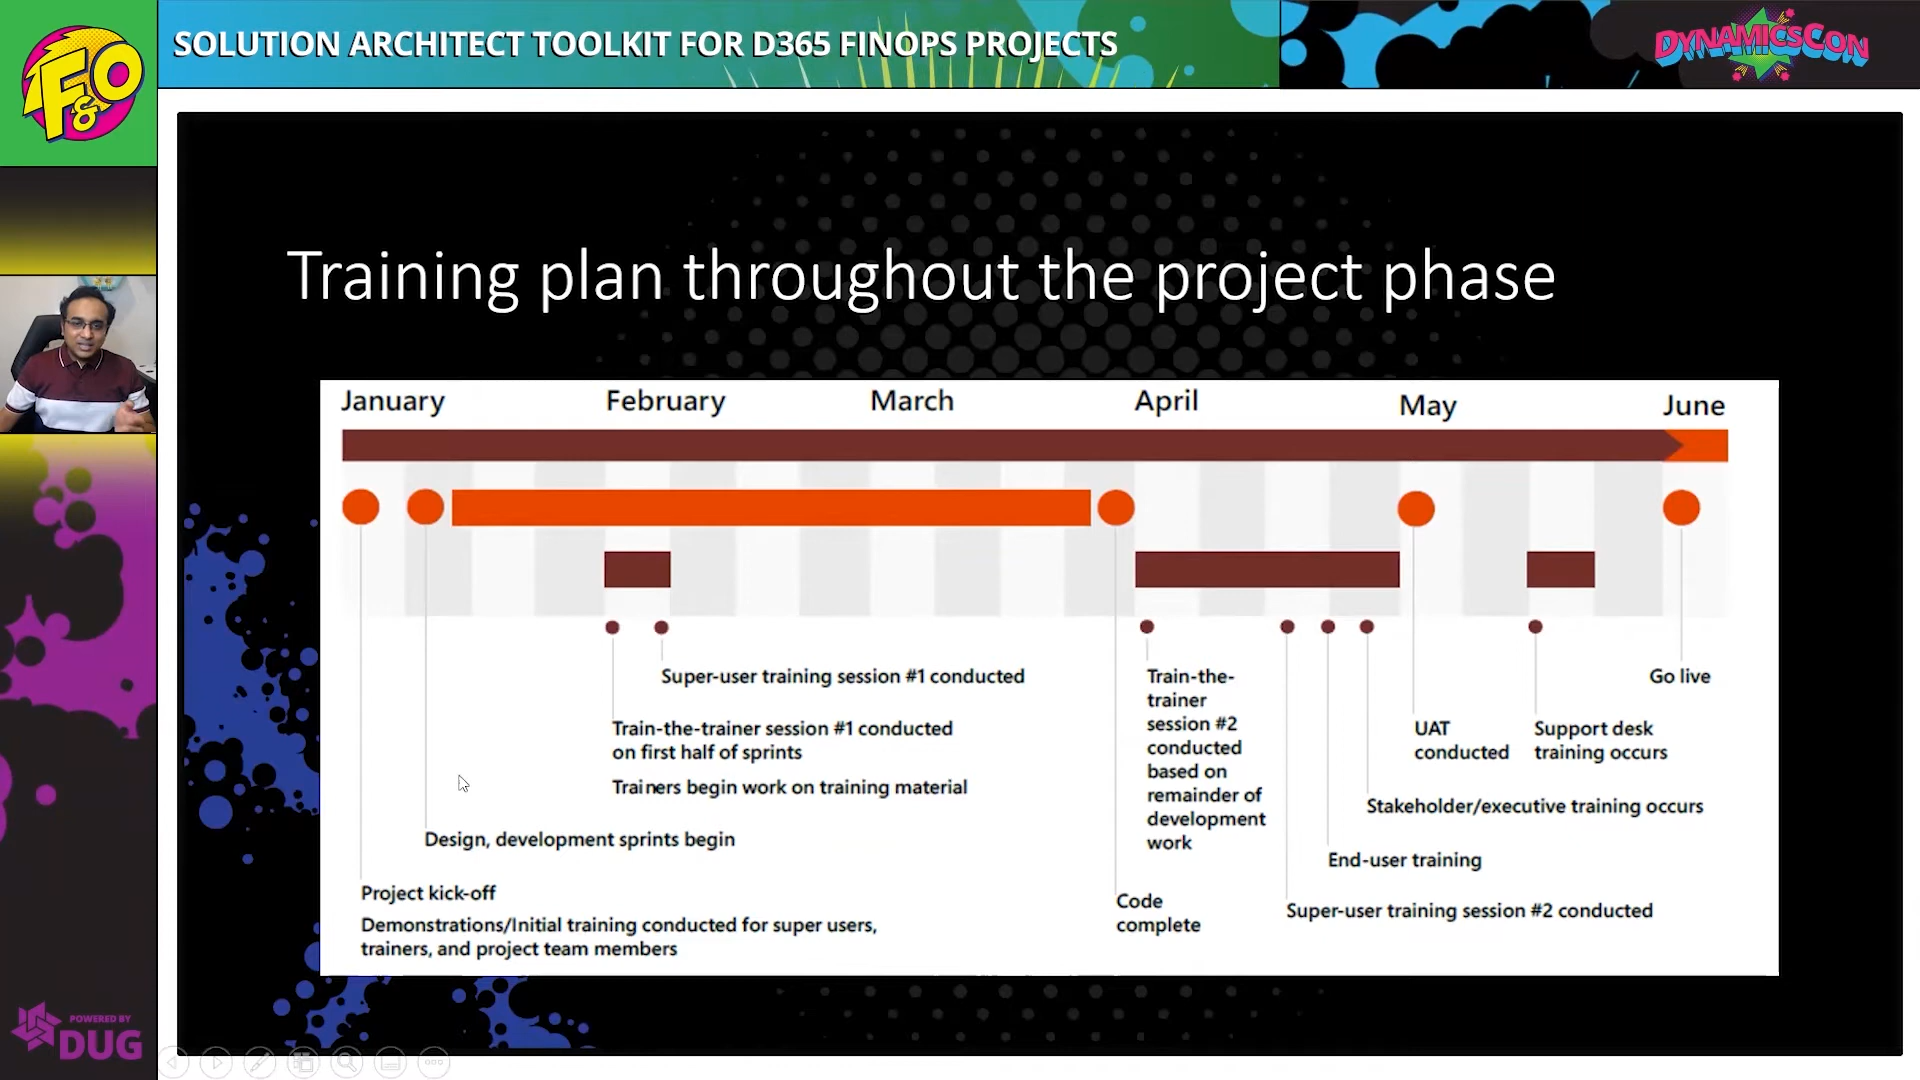 F&O
SOLUTION ARCHITECT TOOLKIT FOR D365 FINOPS PROJECTS
DYNAMICSCON
Training plan throughout the project phase
January
February
March
April
May
June
Super-user training session #1 conducted
Train-the-trainer session #1 conducted
on first half of sprints
Trainers begin work on training material
Design, development sprints begin
Project kick-off
Demonstrations/Initial training conducted for super users,
trainers, and project team members
Train-the-
trainer
session #2
conducted
based on
remainder of
development
work
Code
complete
UAT
conducted
Support desk
training occurs
Go live
Stakeholder/executive training occurs
End-user training
Super-user training session #2 conducted
POWERED BY
DUG